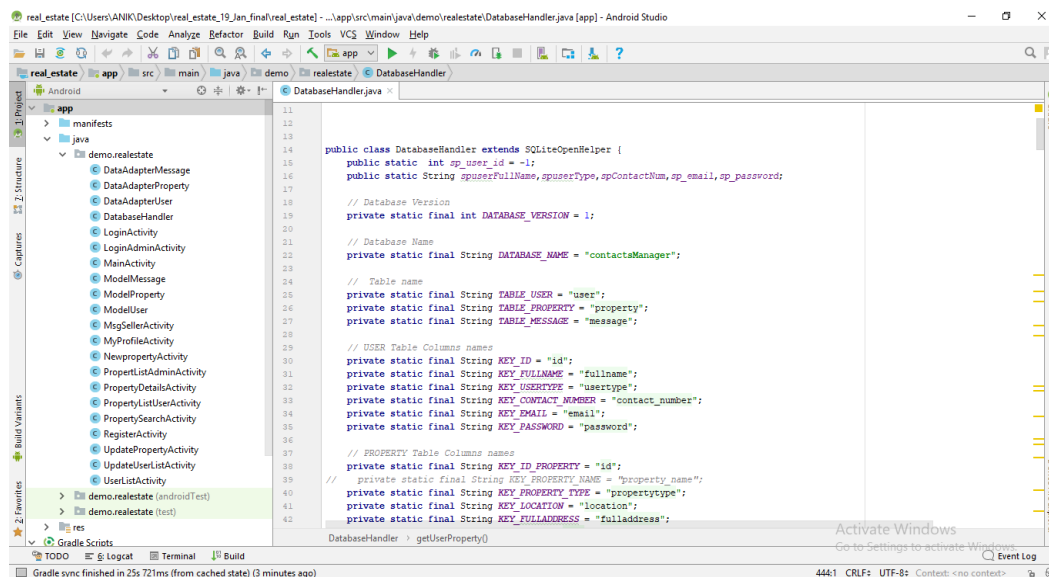 real_estate [C:\Users\ANIK\Desktop\real_estate_19_Jan_final\real_estate] - ...\app\src\main\java\demo\realestate\DatabaseHandler.java [app] - Android Studio
File Edit View Navigate Code Analyze Refactor Build Run Tools VCS Window Help
app
real_estate app src main java demo realestate DatabaseHandler
Android
DatabaseHandler.java
1: Project
Z: Structure
Captures
Build Variants
2: Favorites
app
manifests
java
demo.realestate
DataAdapterMessage
DataAdapterProperty
DataAdapterUser
DatabaseHandler
LoginActivity
LoginAdminActivity
MainActivity
ModelMessage
ModelProperty
ModelUser
MsgSellerActivity
MyProfileActivity
NewpropertyActivity
PropertListAdminActivity
PropertyDetailsActivity
PropertyListUserActivity
PropertySearchActivity
RegisterActivity
UpdatePropertyActivity
UpdateUserListActivity
UserListActivity
demo.realestate (androidTest)
demo.realestate (test)
res
Gradle Scripts
11
12
13
14 public class DatabaseHandler extends SQLiteOpenHelper {
15 public static int sp_user_id = -1;
16 public static String spuserFullName,spuserType,spContactNum,sp_email,sp_password;
17
18 // Database Version
19 private static final int DATABASE_VERSION = 1;
20
21 // Database Name
22 private static final String DATABASE_NAME = "contactsManager";
23
24 // Table name
25 private static final String TABLE_USER = "user";
26 private static final String TABLE_PROPERTY = "property";
27 private static final String TABLE_MESSAGE = "message";
28
29 // USER Table Columns names
30 private static final String KEY_ID = "id";
31 private static final String KEY_FULLNAME = "fullname";
32 private static final String KEY_USERTYPE = "usertype";
33 private static final String KEY_CONTACT_NUMBER = "contact_number";
34 private static final String KEY_EMAIL = "email";
35 private static final String KEY_PASSWORD = "password";
36
37 // PROPERTY Table Columns names
38 private static final String KEY_ID_PROPERTY = "id";
39 // private static final String KEY_PROPERTY_NAME = "property_name";
40 private static final String KEY_PROPERTY_TYPE = "propertytype";
41 private static final String KEY_LOCATION = "location";
42 private static final String KEY_FULLADDRESS = "fulladdress";
DatabaseHandler > getUserProperty()
Activate Windows
Go to Settings to activate Windows.
TODO 6: Logcat Terminal Build Event Log
Gradle sync finished in 25s 721ms (from cached state) (3 minutes ago) 444:1 CRLF UTF-8 Context: <no context>